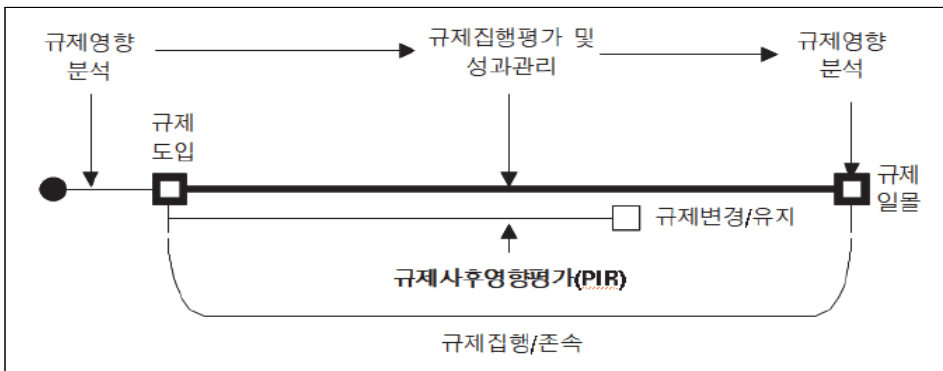 규제영향
분석
규제집행평가 및
성과관리
규제영향
분석
규제
도입
규제
일몰
규제변경/유지
규제사후영향평가(PIR)
규제집행/존속